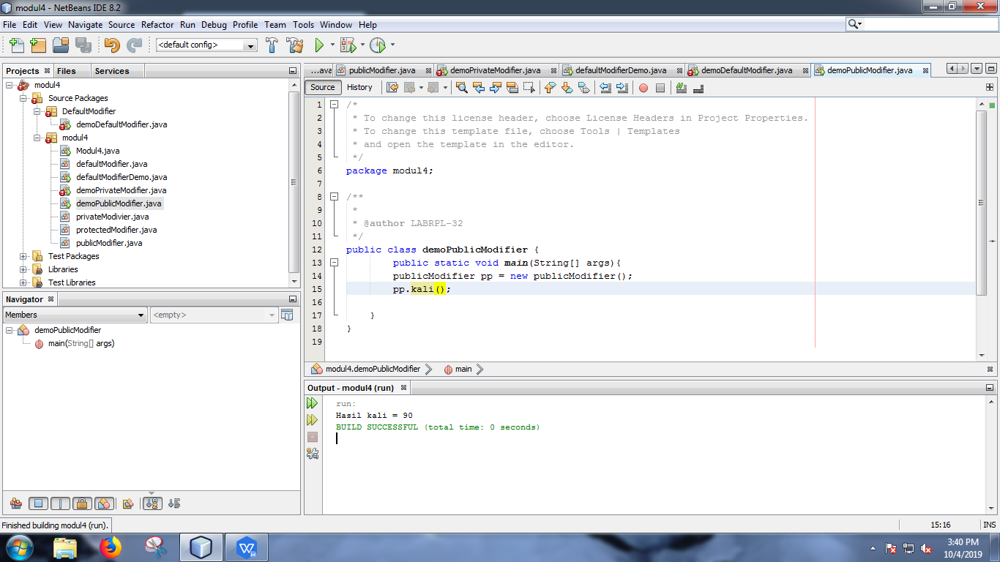 modul4 - NetBeans IDE 8.2
File Edit View Navigate Source Refactor Run Debug Profile Team Tools Window Help
<default config>
Projects Files Services
modul4
Source Packages
DefaultModifier
demoDefaultModifier.java
modul4
Modul4.java
defaultModifier.java
defaultModifierDemo.java
demoPrivateModifier.java
demoPublicModifier.java
privateModivier.java
protectedModifier.java
publicModifier.java
Test Packages
Libraries
Test Libraries
Navigator
Members <empty>
demoPublicModifier
main(String[] args)
...ava publicModifier.java demoPrivateModifier.java defaultModifierDemo.java demoDefaultModifier.java demoPublicModifier.java
Source History
1 /*
2 * To change this license header, choose License Headers in Project Properties.
3 * To change this template file, choose Tools | Templates
4 * and open the template in the editor.
5 */
6 package modul4;
7
8 /**
9 *
10 * @author LABRPL-32
11 */
12 public class demoPublicModifier {
13 public static void main(String[] args){
14 publicModifier pp = new publicModifier();
15 pp.kali();
16
17 }
18 }
19
modul4.demoPublicModifier main
Output - modul4 (run)
run:
Hasil kali = 90
BUILD SUCCESSFUL (total time: 0 seconds)
Finished building modul4 (run).
15:16 INS
3:40 PM
10/4/2019